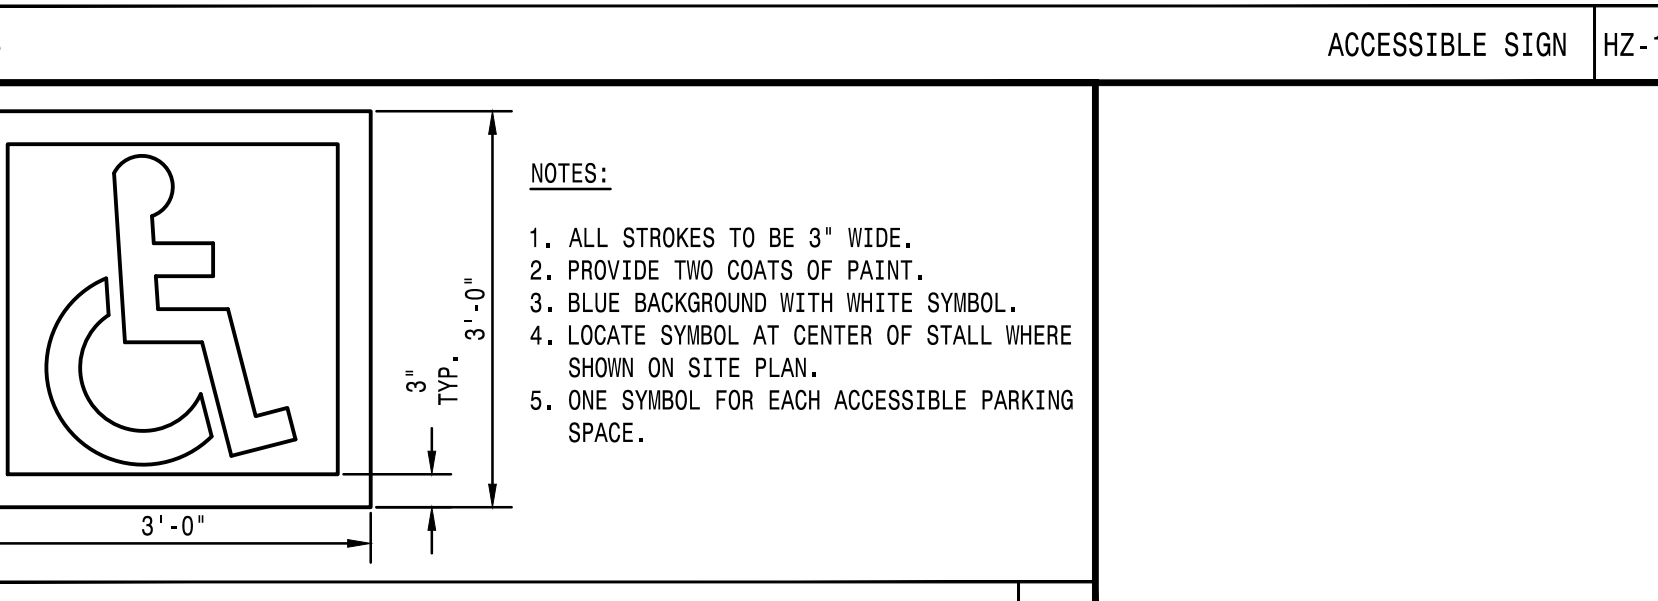 ACCESSIBLE SIGN
HZ-1
NOTES:
1. ALL STROKES TO BE 3" WIDE.
2. PROVIDE TWO COATS OF PAINT.
3. BLUE BACKGROUND WITH WHITE SYMBOL.
4. LOCATE SYMBOL AT CENTER OF STALL WHERE
SHOWN ON SITE PLAN.
5. ONE SYMBOL FOR EACH ACCESSIBLE PARKING
SPACE.
3'-0"
3"
TYP.
3'-0"